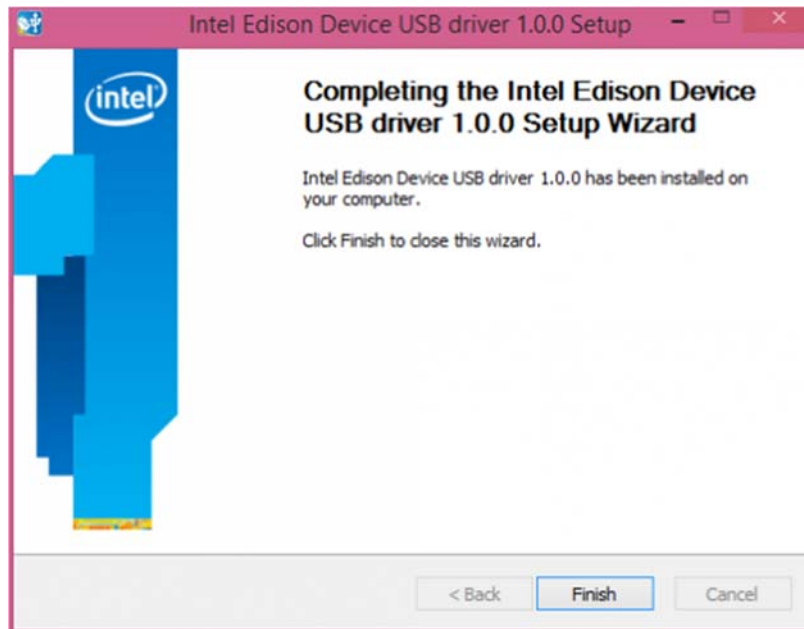 Intel Edison Device USB driver 1.0.0 Setup
intel
Completing the Intel Edison Device
USB driver 1.0.0 Setup Wizard
Intel Edison Device USB driver 1.0.0 has been installed on
your computer.
Click Finish to close this wizard.
< Back
Finish
Cancel